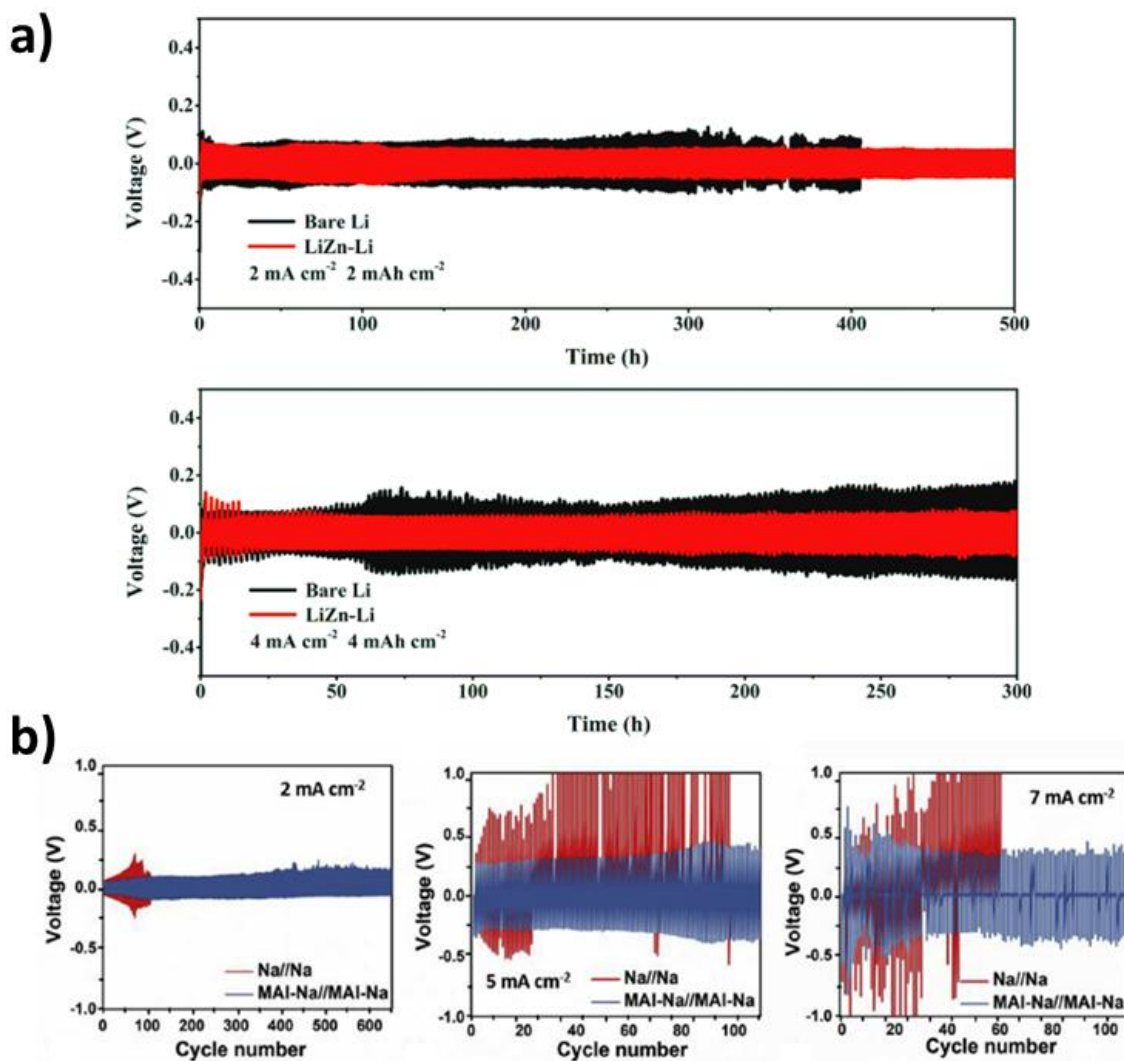 a)
0.4
0.2
0.0
-0.2
-0.4
Voltage (V)
Bare Li
LiZn-Li
2 mA cm⁻² 2 mAh cm⁻²
0 100 200 300 400 500
Time (h)
0.4
0.2
0.0
-0.2
-0.4
Voltage (V)
Bare Li
LiZn-Li
4 mA cm⁻² 4 mAh cm⁻²
0 50 100 150 200 250 300
Time (h)
b)
1.0
0.5
0.0
-0.5
-1.0
Voltage (V)
2 mA cm⁻²
Na//Na
MAI-Na//MAI-Na
0 100 200 300 400 500 600
Cycle number
1.0
0.5
0.0
-0.5
-1.0
Voltage (V)
5 mA cm⁻²
Na//Na
MAI-Na//MAI-Na
0 20 40 60 80 100
Cycle number
1.0
0.5
0.0
-0.5
-1.0
Voltage (V)
7 mA cm⁻²
Na//Na
MAI-Na//MAI-Na
0 20 40 60 80 100
Cycle number